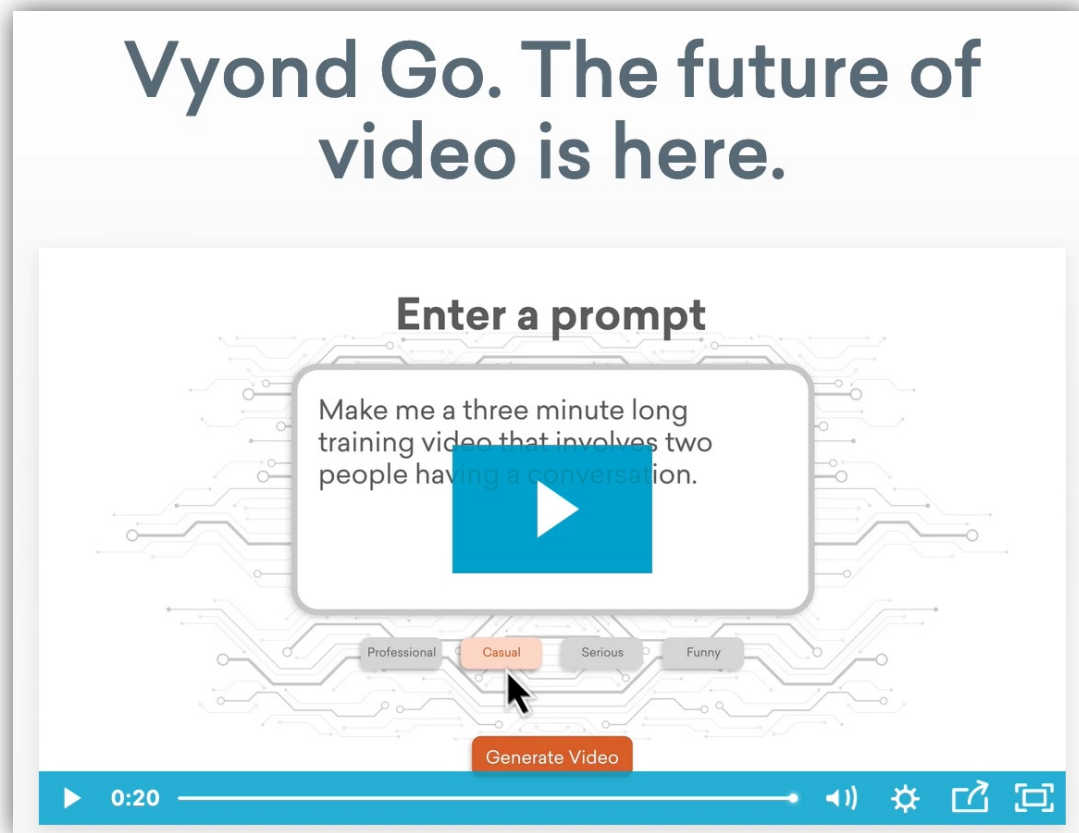 Vyond Go. The future of
video is here.
Enter a prompt
Make me a three minute long
training video that involves two
people having a conversation.
Professional
Casual
Serious
Funny
Generate Video
0:20